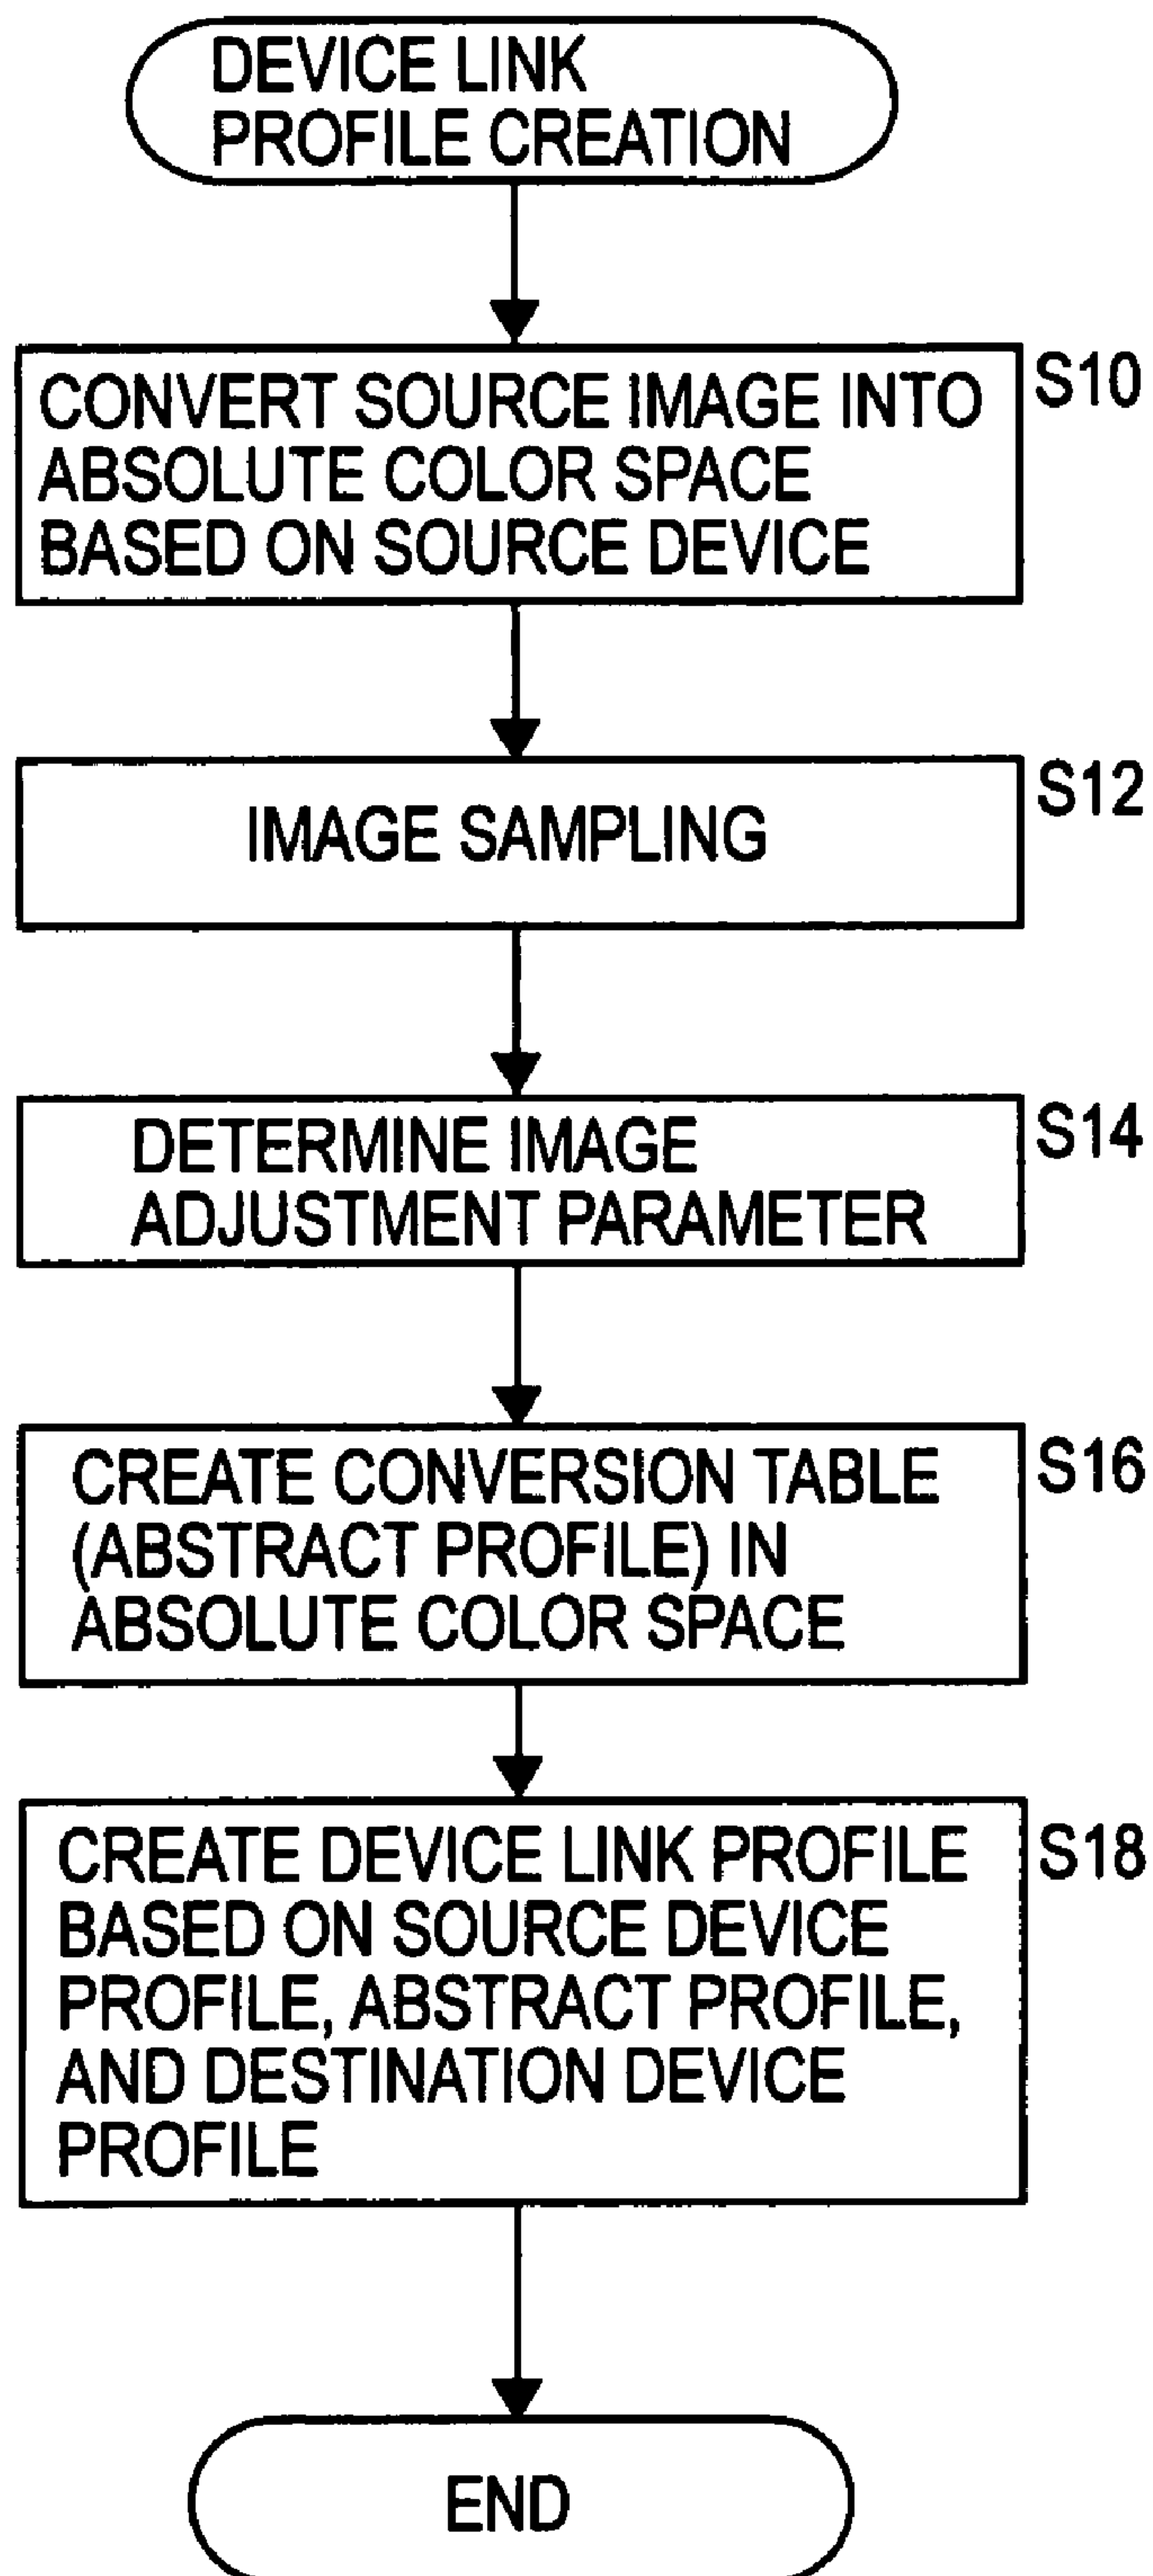 DEVICE LINK
PROFILE CREATION
S10
CONVERT SOURCE IMAGE INTO
ABSOLUTE COLOR SPACE
BASED ON SOURCE DEVICE
S12
IMAGE SAMPLING
S14
DETERMINE IMAGE
ADJUSTMENT PARAMETER
S16
CREATE CONVERSION TABLE
(ABSTRACT PROFILE) IN
ABSOLUTE COLOR SPACE
S18
CREATE DEVICE LINK PROFILE
BASED ON SOURCE DEVICE
PROFILE, ABSTRACT PROFILE,
AND DESTINATION DEVICE
PROFILE
END